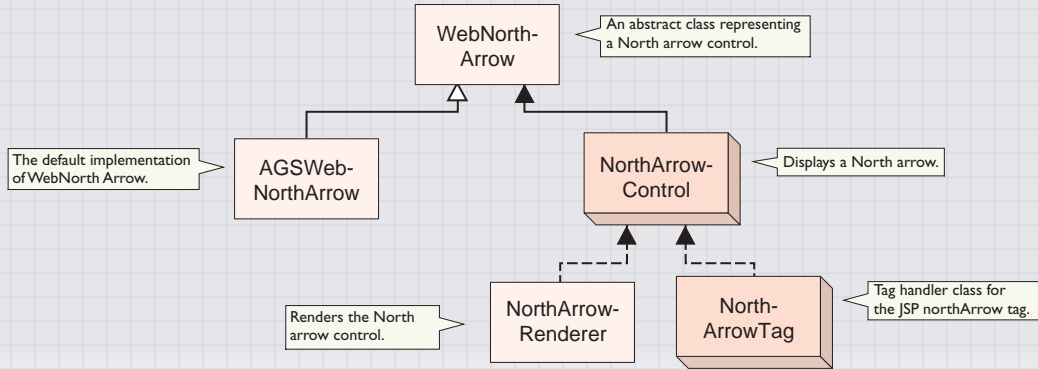 WebNorth-
Arrow
An abstract class representing
a North arrow control.
The default implementation
of WebNorth Arrow.
AGSWeb-
NorthArrow
NorthArrow-
Control
Displays a North arrow.
Renders the North
arrow control.
NorthArrow-
Renderer
North-
ArrowTag
Tag handler class for
the JSP northArrow tag.